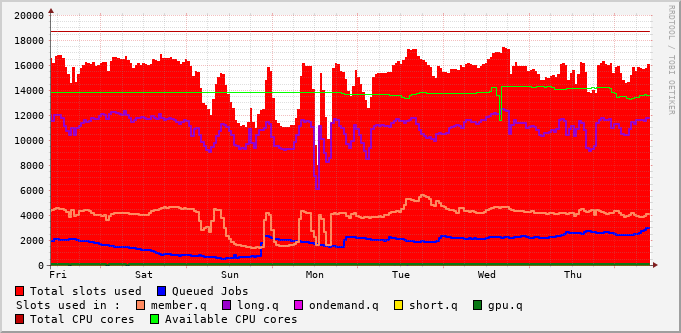 RRDTOOL / TOBI OETIKER
20000
18000
16000
14000
12000
10000
8000
6000
4000
2000
0
Fri Sat Sun Mon Tue Wed Thu
Total slots used Queued Jobs
Slots used in : member.q long.q ondemand.q short.q gpu.q
Total CPU cores Available CPU cores